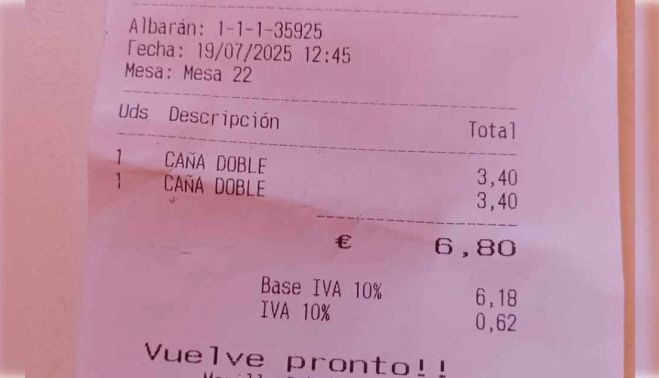 Albarán: 1-1-1-35925
Fecha: 19/07/2025 12:45
Mesa: Mesa 22
Uds Descripción Total
1 CAÑA DOBLE 3,40
1 CAÑA DOBLE 3,40
€ 6,80
Base IVA 10% 6,18
IVA 10% 0,62
Vuelve pronto!!